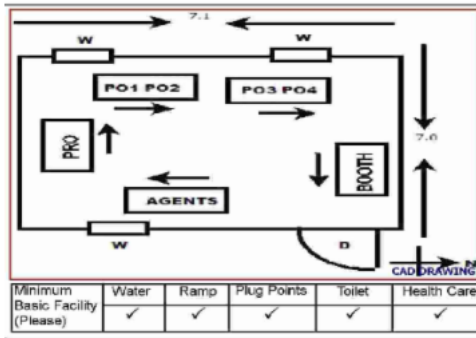 7.1
W
W
PO1 PO2
PO3 PO4
PRO
BOOTH
7.0
AGENTS
W
D
N
CAD DRAWING
Minimum Basic Facility (Please) Water Ramp Plug Points Toilet Health Care
✓ ✓ ✓ ✓ ✓